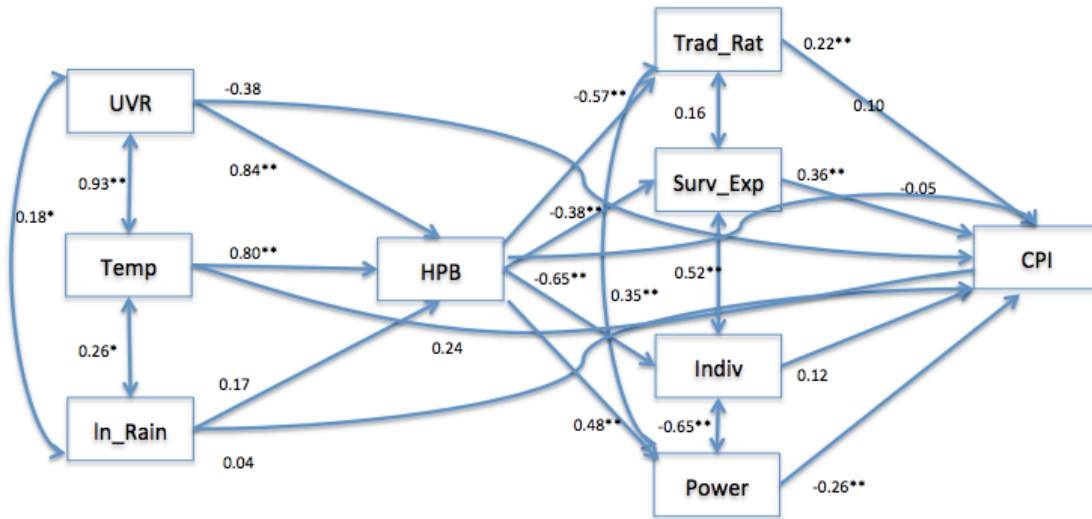 Trad_Rat
0.22**
-0.38
-0.57**
UVR
0.16
0.10
0.84**
Surv_Exp
0.36**
0.93**
-0.05
0.18*
-0.38**
Temp
0.80**
HPB
CPI
-0.65**
0.52**
0.35**
0.26*
0.24
Indiv
0.12
0.17
0.48**
-0.65**
ln_Rain
0.04
Power
-0.26**